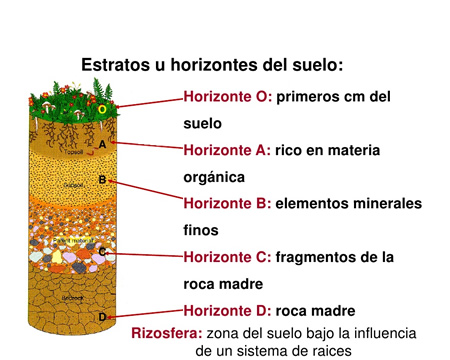 Estratos u horizontes del suelo:
O
Horizonte O: primeros cm del
suelo
A
Topsoil
Horizonte A: rico en materia
orgánica
B
Subsoil
Horizonte B: elementos minerales
finos
Parent material
C
Horizonte C: fragmentos de la
roca madre
Bedrock
D
Horizonte D: roca madre
Rizosfera: zona del suelo bajo la influencia
de un sistema de raices